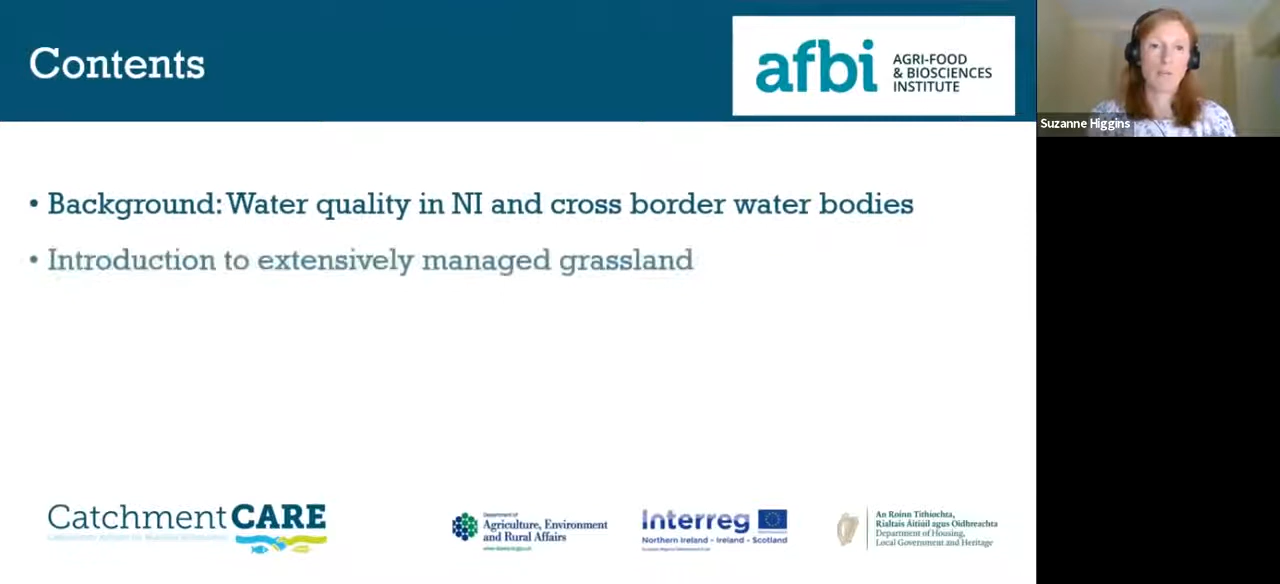 Contents
afbi AGRI-FOOD
& BIOSCIENCES
INSTITUTE
Suzanne Higgins
• Background: Water quality in NI and cross border water bodies
• Introduction to extensively managed grassland
CatchmentCARE
Department of
Agriculture, Environment
and Rural Affairs
Interreg
Northern Ireland - Ireland - Scotland
An Roinn Tithíochta,
Rialtais Áitiúil agus Oidhreachta
Department of Housing,
Local Government and Heritage